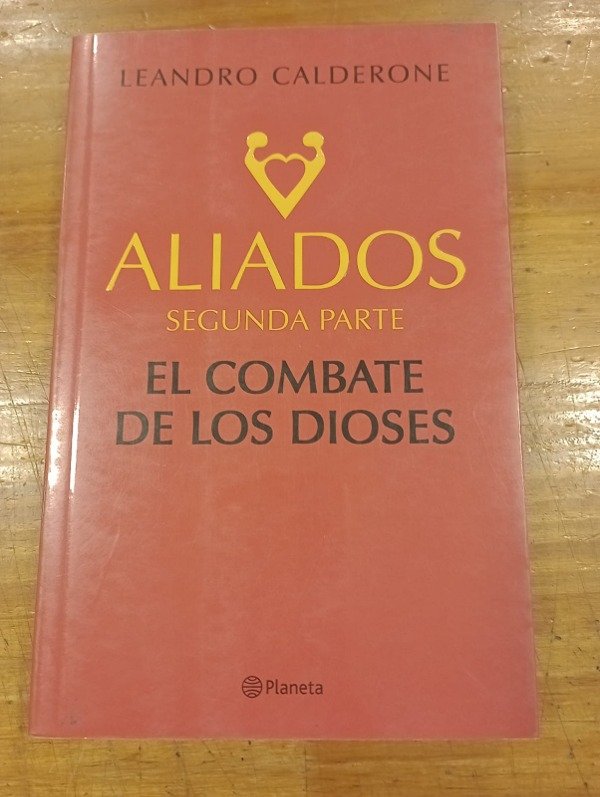 LEANDRO CALDERONE
ALIADOS
SEGUNDA PARTE
EL COMBATE
DE LOS DIOSES
Planeta